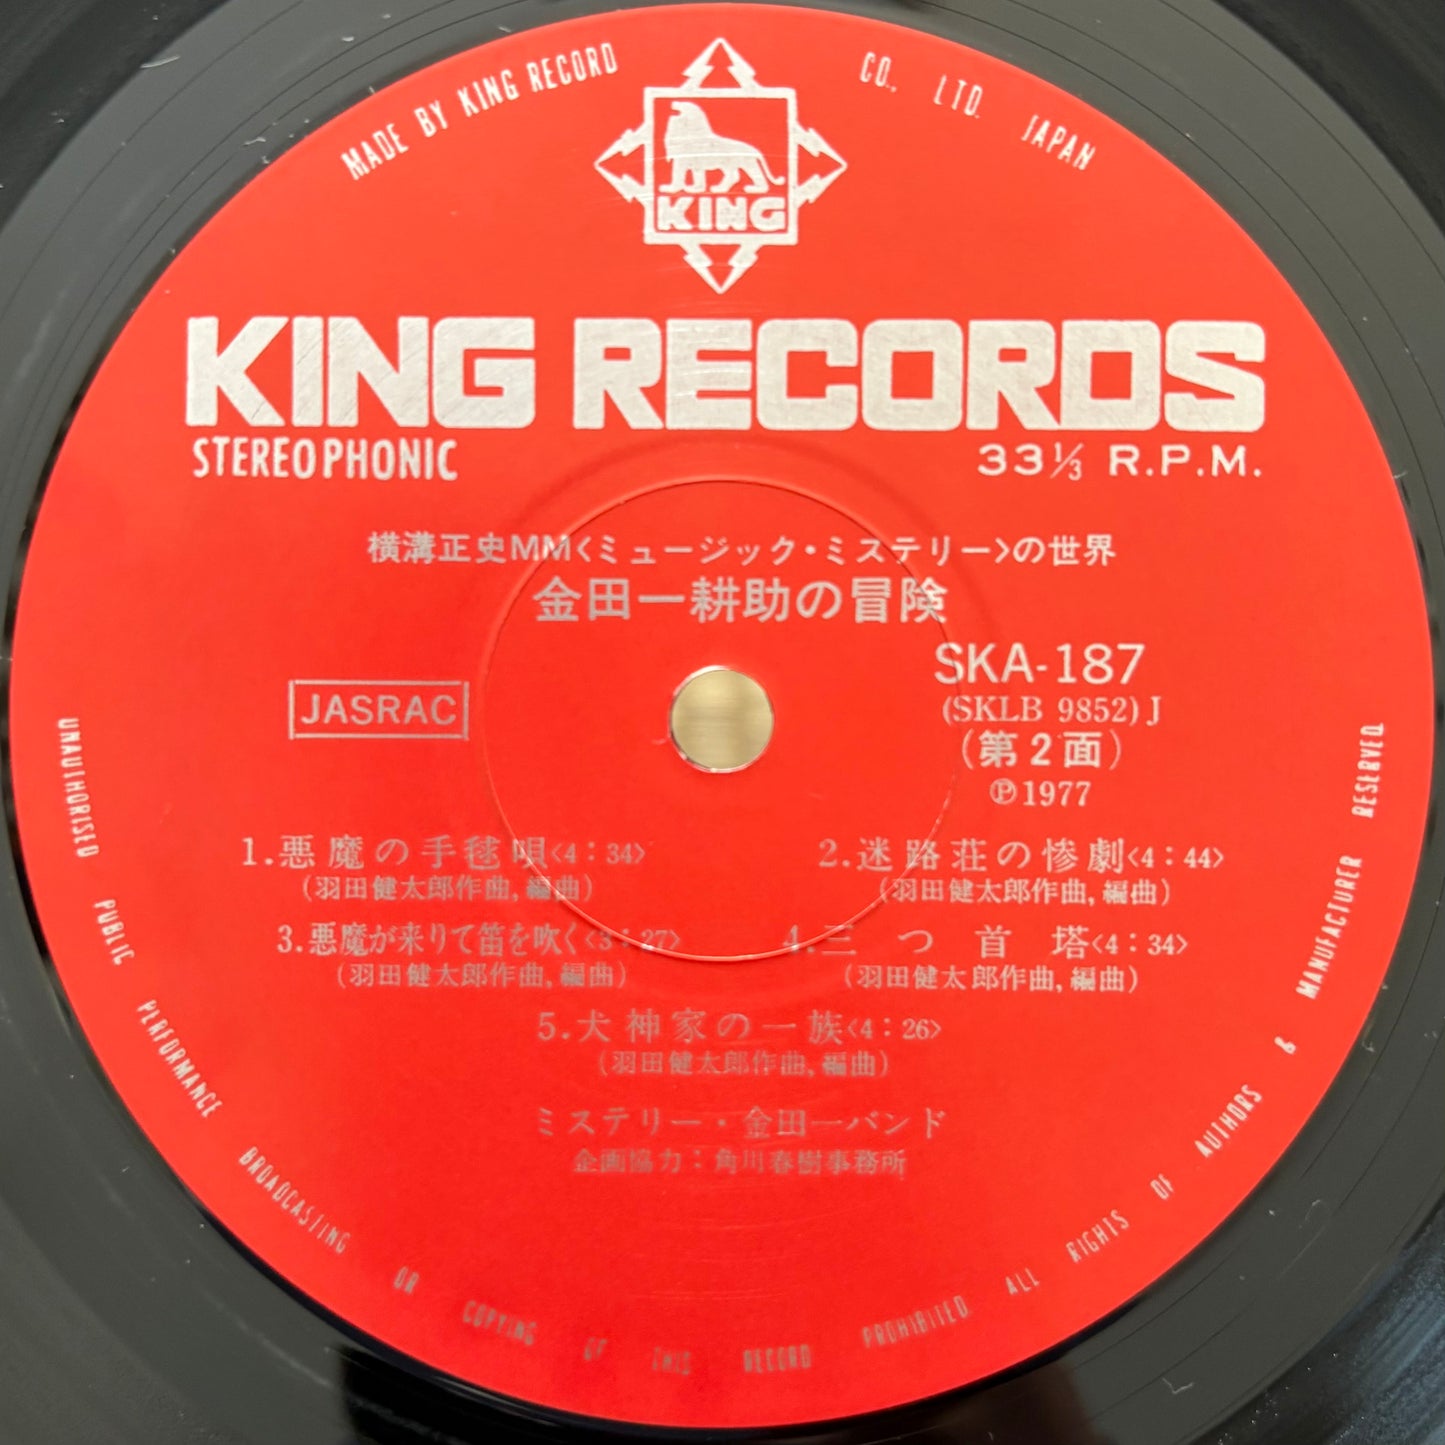 MADE BY KING RECORD CO., LTD. JAPAN
KING
KING RECORDS
STEREOPHONIC
33⅓ R.P.M.
横溝正史MM<ミュージック・ミステリー>の世界
金田一耕助の冒険
SKA-187
JASRAC
(SKLB 9852) J
(第2面)
℗1977
1.悪魔の手毬唄<4:34>
(羽田健太郎作曲,編曲)
2.迷路荘の惨劇<4:44>
(羽田健太郎作曲,編曲)
3.悪魔が来りて笛を吹く<3:27>
(羽田健太郎作曲,編曲)
4.三つ首塔<4:34>
(羽田健太郎作曲,編曲)
5.犬神家の一族<4:26>
(羽田健太郎作曲,編曲)
ミステリー・金田一バンド
企画協力:角川春樹事務所
UNAUTHORISED PUBLIC PERFORMANCE BROADCASTING OR COPYING OF THIS RECORD PROHIBITED. ALL RIGHTS OF AUTHORS & MANUFACTURER RESERVED.